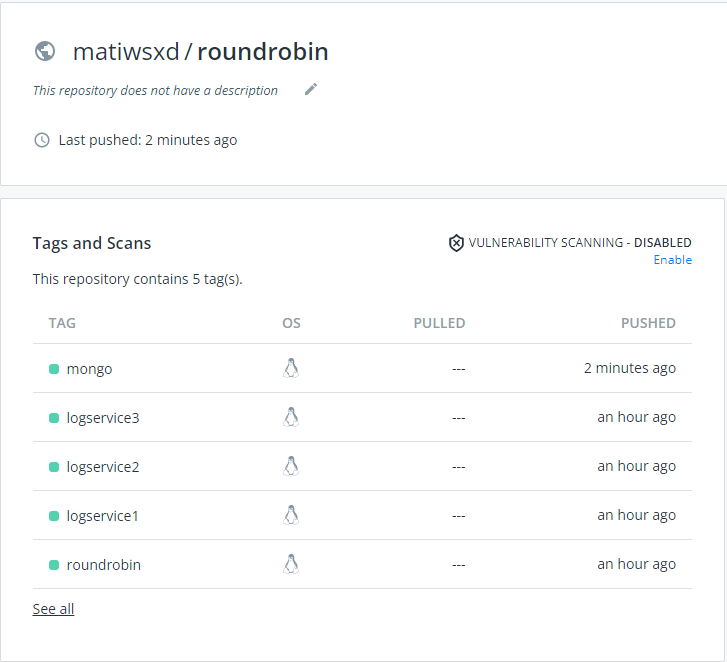 matiwsxd / roundrobin
This repository does not have a description
Last pushed: 2 minutes ago
Tags and Scans
VULNERABILITY SCANNING - DISABLED
Enable
This repository contains 5 tag(s).
TAG OS PULLED PUSHED
mongo --- 2 minutes ago
logservice3 --- an hour ago
logservice2 --- an hour ago
logservice1 --- an hour ago
roundrobin --- an hour ago
See all